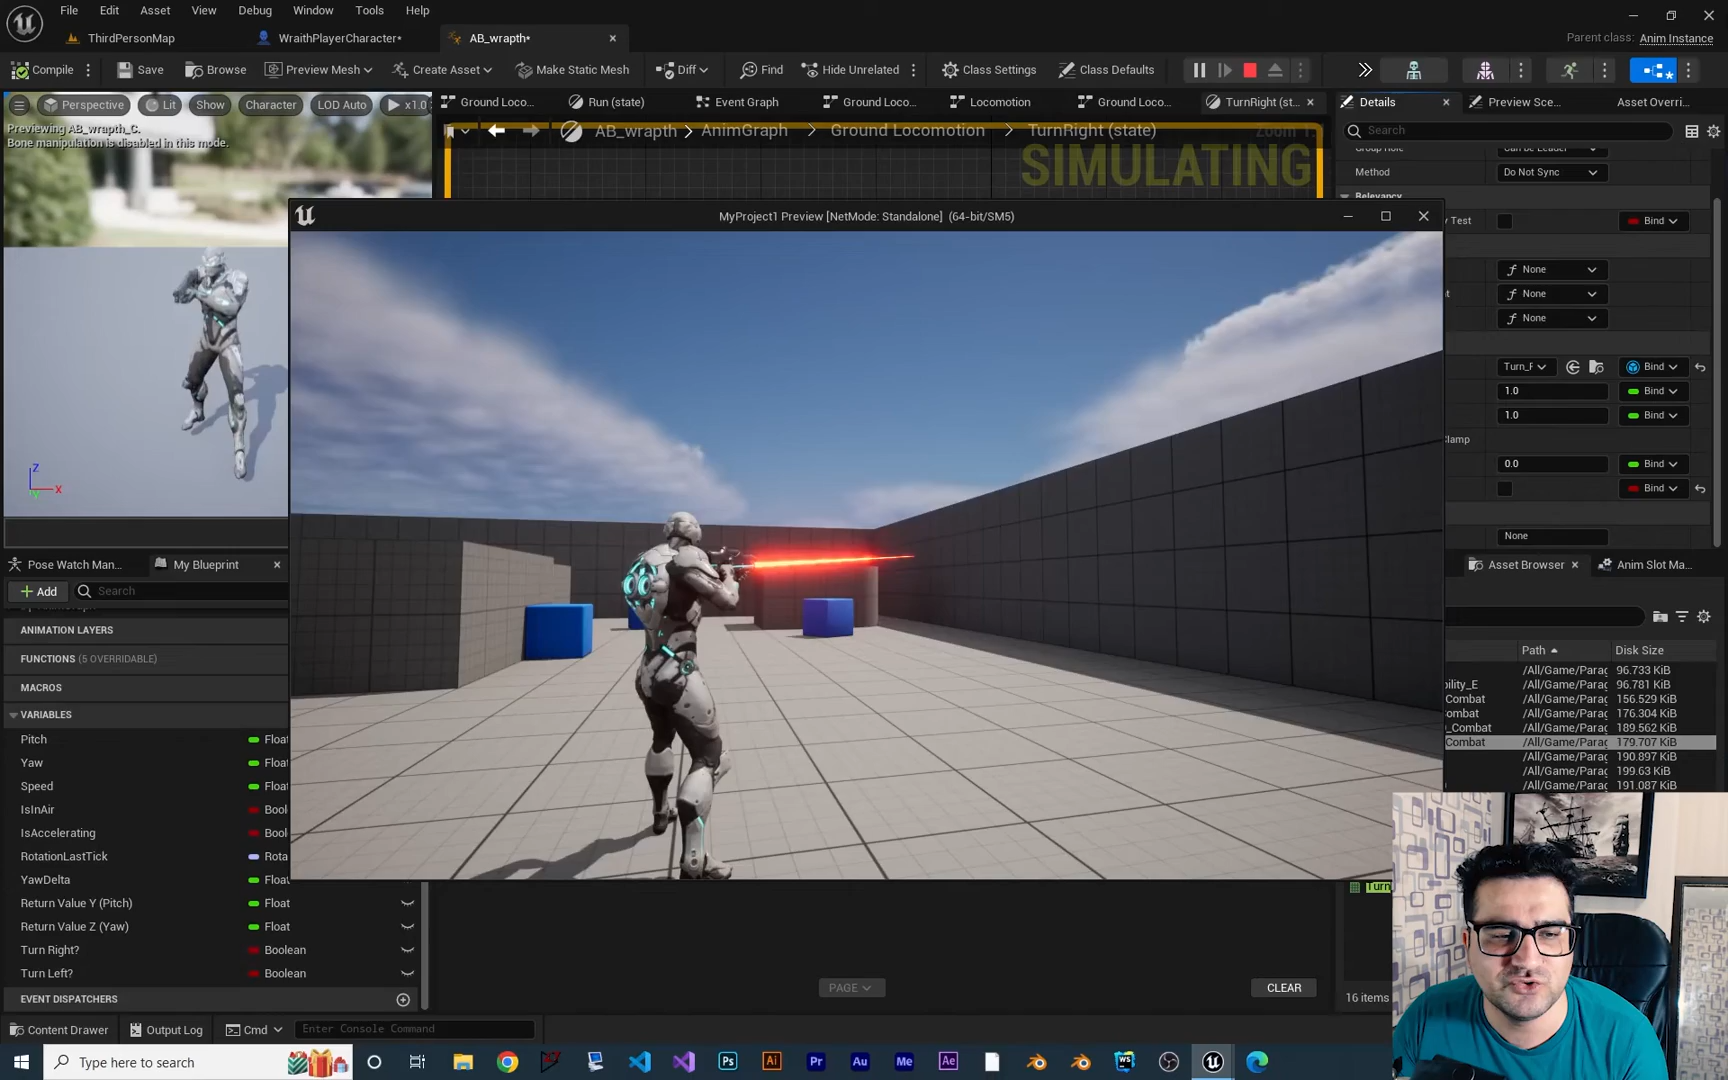 File Edit Asset View Debug Window Tools Help
ThirdPersonMap WraithPlayerCharacter* AB_wrapth*
Parent class: Anim Instance
Compile Save Browse Preview Mesh Create Asset Make Static Mesh Diff Find Hide Unrelated Class Settings Class Defaults
Perspective Lit Show Character LOD Auto x1.0
Ground Loco... Run (state) Event Graph Ground Loco... Locomotion Ground Loco... TurnRight (st...
Details Preview Sce... Asset Overri...
Previewing AB_wrapth_C.
Bone manipulation is disabled in this mode.
AB_wrapth AnimGraph Ground Locomotion TurnRight (state)
SIMULATING
Search
Method Do Not Sync
Relevancy
MyProject1 Preview [NetMode: Standalone] (64-bit/SM5)
Test Bind
None
None
None
Turn_F Bind
1.0 Bind
1.0 Bind
Clamp
0.0 Bind
Bind
None
Z
X
Y
Pose Watch Man... My Blueprint
Asset Browser Anim Slot Ma...
Add Search
ANIMATION LAYERS
FUNCTIONS (5 OVERRIDABLE)
MACROS
VARIABLES
Pitch Float
Yaw Float
Speed Float
IsInAir Bool
IsAccelerating Bool
RotationLastTick Rota
YawDelta Float
Return Value Y (Pitch) Float
Return Value Z (Yaw) Float
Turn Right? Boolean
Turn Left? Boolean
EVENT DISPATCHERS
Path Disk Size
/All/Game/Parag 96.733 KiB
bility_E /All/Game/Parag 96.781 KiB
Combat /All/Game/Parag 156.529 KiB
ombat /All/Game/Parag 176.304 KiB
_Combat /All/Game/Parag 189.562 KiB
Combat /All/Game/Parag 179.707 KiB
/All/Game/Parag 190.897 KiB
/All/Game/Parag 199.63 KiB
/All/Game/Parag 191.087 KiB
Turn
PAGE CLEAR
16 items
Content Drawer Output Log Cmd Enter Console Command
Type here to search
Ps Ai Pr Au Me Ae
WS